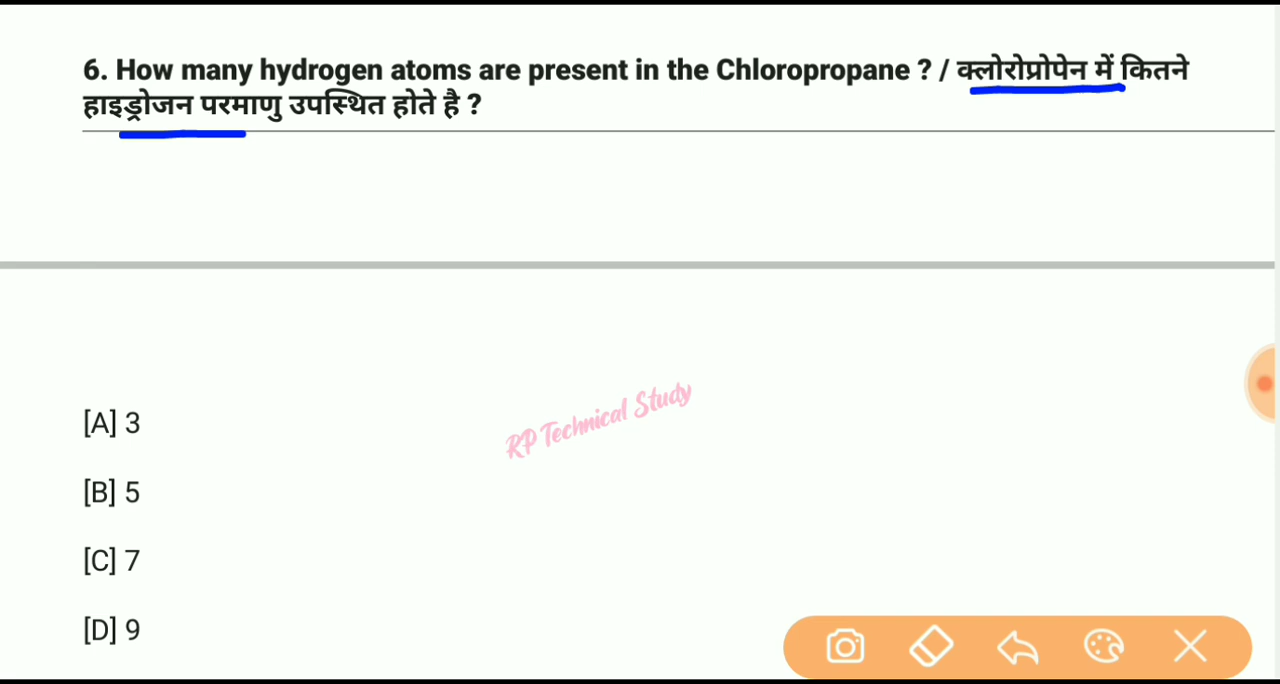 6. How many hydrogen atoms are present in the Chloropropane ? / क्लोरोप्रोपेन में कितने
हाइड्रोजन परमाणु उपस्थित होते है ?
RP Technical Study
[A] 3
[B] 5
[C] 7
[D] 9